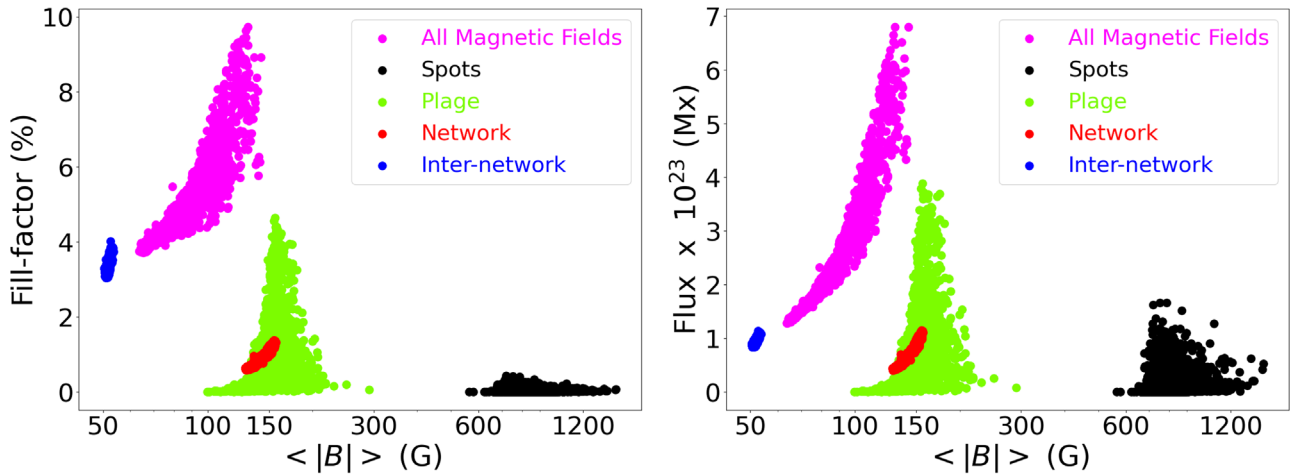 10
8
6
4
2
0
Fill-factor (%)
50
100
150
300
600
1200
< |B| > (G)
All Magnetic Fields
Spots
Plage
Network
Inter-network
7
6
5
4
3
2
1
0
Flux x 10²³ (Mx)
50
100
150
300
600
1200
< |B| > (G)
All Magnetic Fields
Spots
Plage
Network
Inter-network